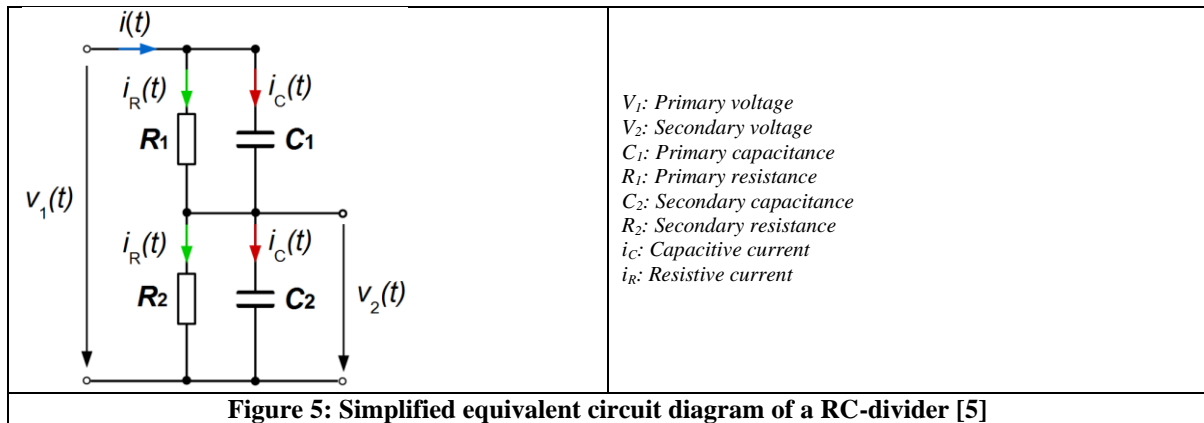 i(t)
i_R(t) i_C(t)
R1 C1
v_1(t)
i_R(t) i_C(t)
R2 C2
v_2(t)
V1: Primary voltage
V2: Secondary voltage
C1: Primary capacitance
R1: Primary resistance
C2: Secondary capacitance
R2: Secondary resistance
iC: Capacitive current
iR: Resistive current
Figure 5: Simplified equivalent circuit diagram of a RC-divider [5]